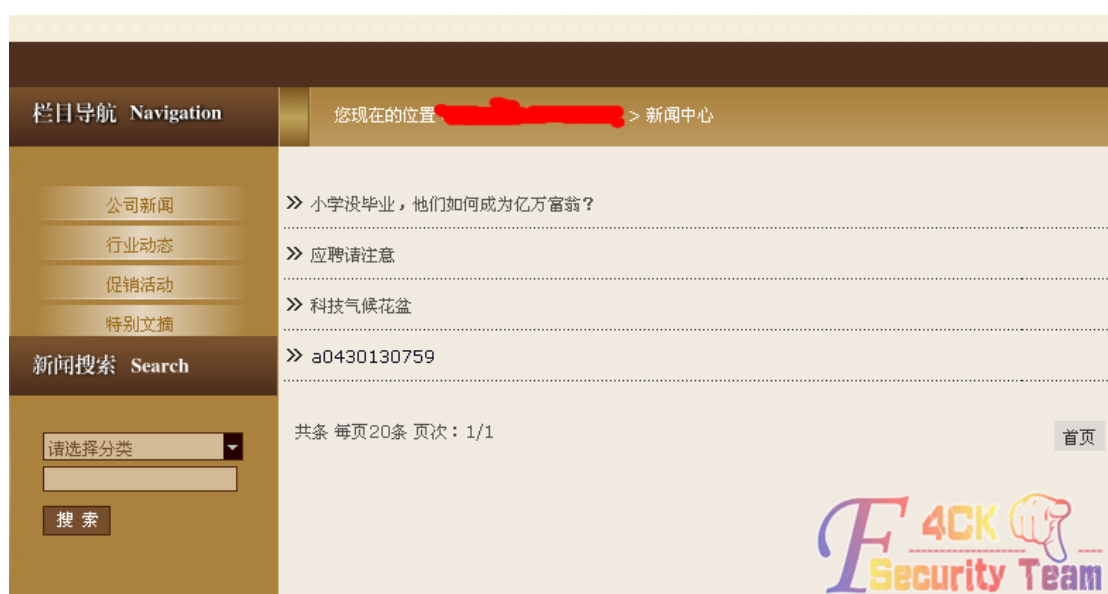 栏目导航 Navigation
您现在的位置
> 新闻中心
公司新闻
行业动态
促销活动
特别文摘
新闻搜索 Search
请选择分类
搜 索
» 小学没毕业，他们如何成为亿万富翁？
» 应聘请注意
» 科技气候花盆
» a0430130759
共条 每页20条 页次：1/1
首页
F4CK
Security Team